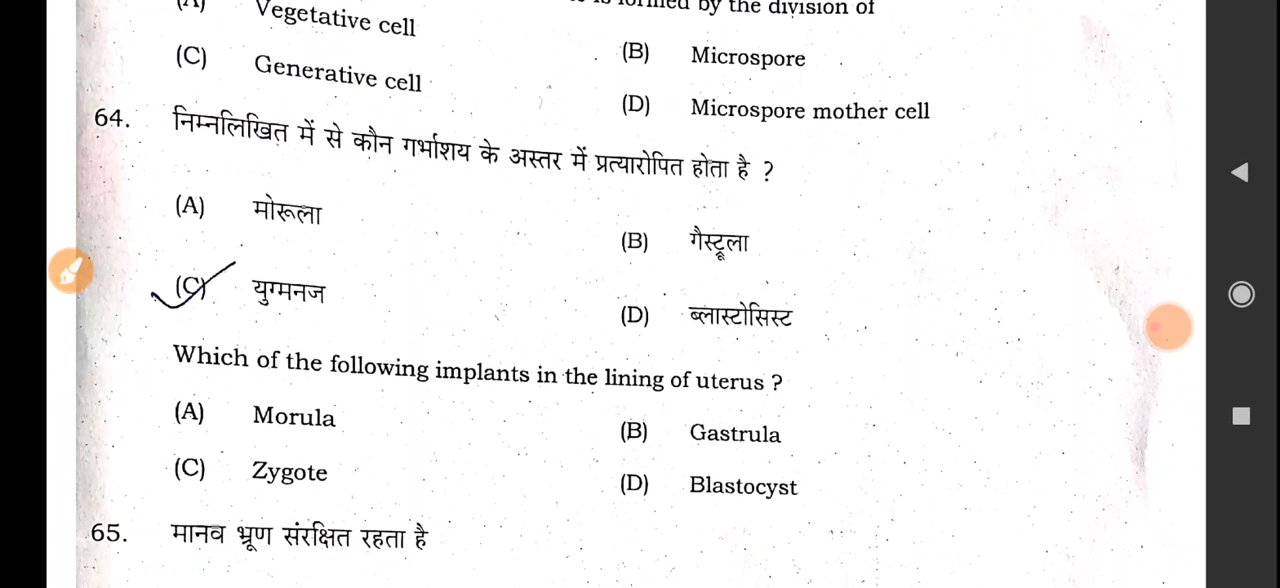 by the division of
(A) Vegetative cell
(B) Microspore
(C) Generative cell
(D) Microspore mother cell
64. निम्नलिखित में से कौन गर्भाशय के अस्तर में प्रत्यारोपित होता है ?
(A) मोरूला
(B) गैस्ट्रूला
(C) युग्मनज
(D) ब्लास्टोसिस्ट
Which of the following implants in the lining of uterus ?
(A) Morula
(B) Gastrula
(C) Zygote
(D) Blastocyst
65. मानव भ्रूण संरक्षित रहता है